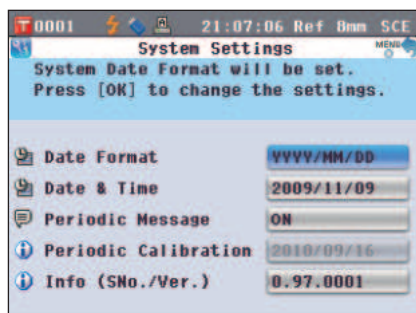 0001 21:07:06 Ref 8mm SCE
System Settings MENU
System Date Format will be set.
Press [OK] to change the settings.
Date Format YYYY/MM/DD
Date & Time 2009/11/09
Periodic Message ON
Periodic Calibration 2010/09/16
Info (SNo./Ver.) 0.97.0001